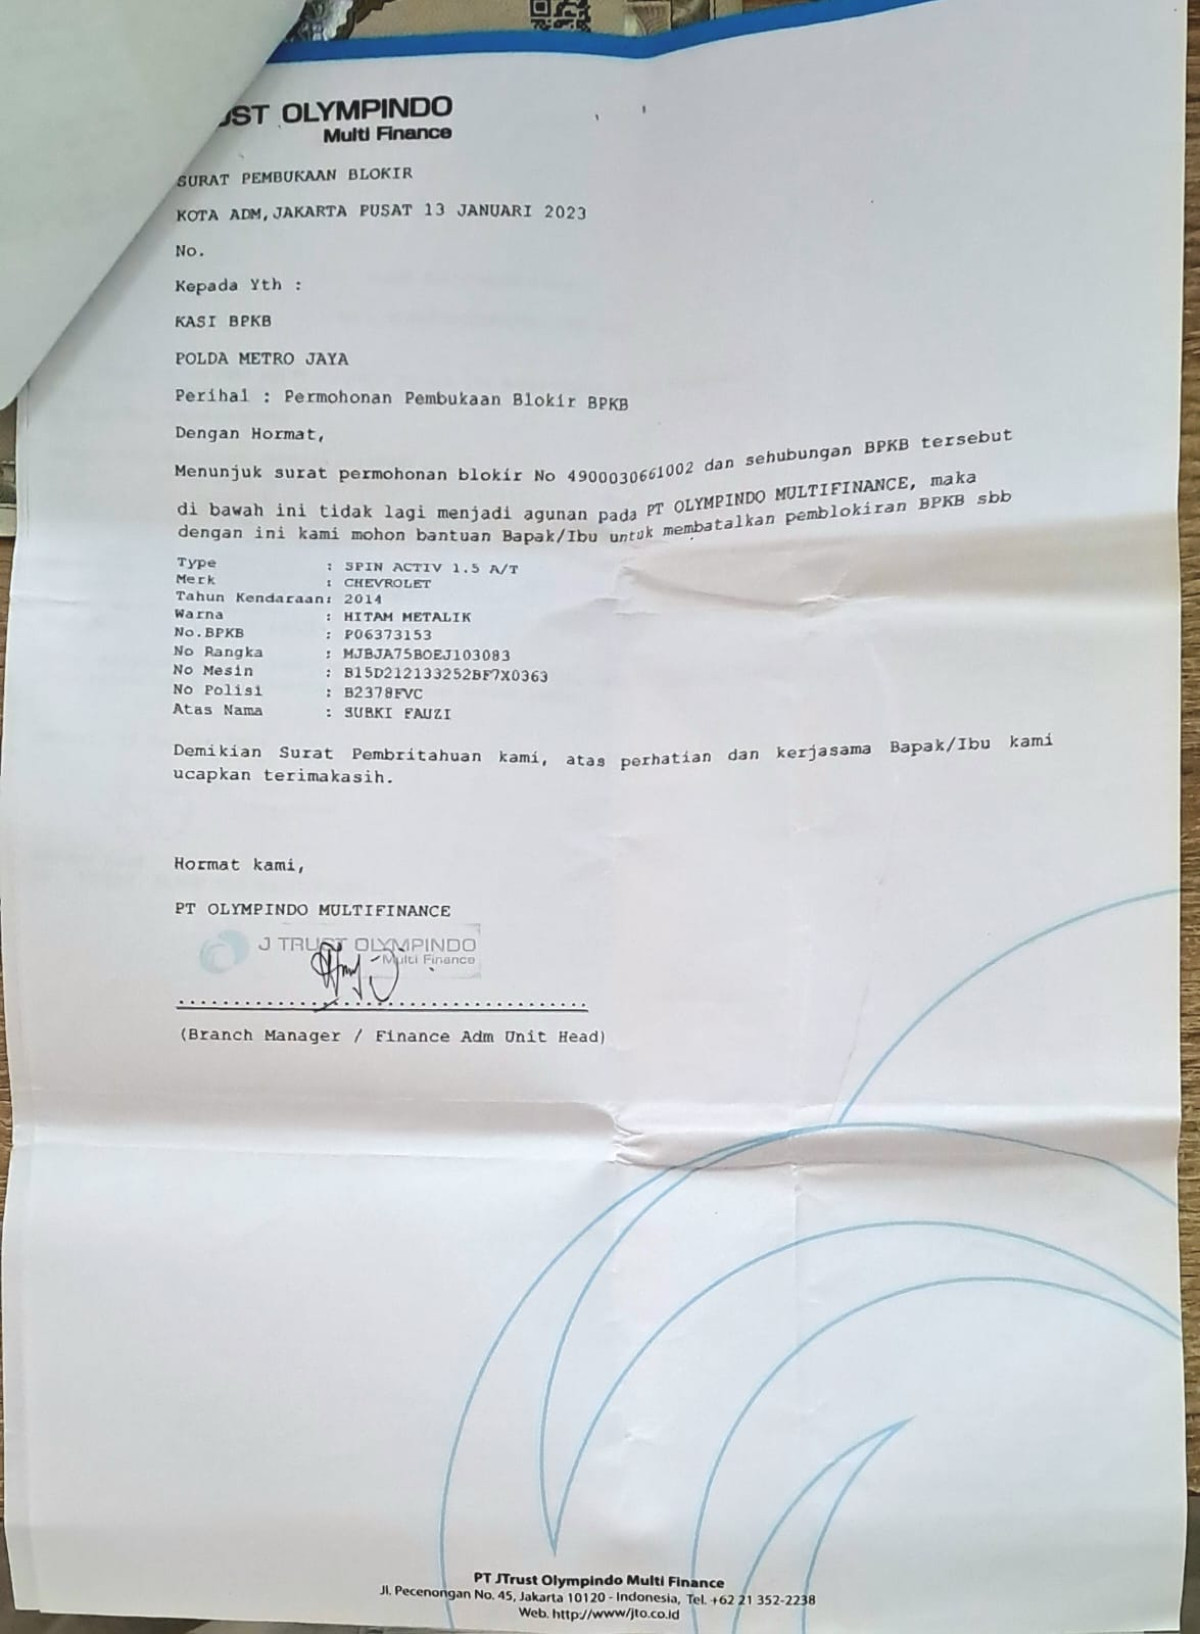 UST OLYMPINDO
Multi Finance
SURAT PEMBUKAAN BLOKIR
KOTA ADM,JAKARTA PUSAT 13 JANUARI 2023
No.
Kepada Yth :
KASI BPKB
POLDA METRO JAYA
Perihal : Permohonan Pembukaan Blokir BPKB
Dengan Hormat,
Menunjuk surat permohonan blokir No 4900030661002 dan sehubungan BPKB tersebut
di bawah ini tidak lagi menjadi agunan pada PT OLYMPINDO MULTIFINANCE, maka
dengan ini kami mohon bantuan Bapak/Ibu untuk membatalkan pemblokiran BPKB sbb
Type : SPIN ACTIV 1.5 A/T
Merk : CHEVROLET
Tahun Kendaraan: 2014
Warna : HITAM METALIK
No.BPKB : P06373153
No Rangka : MJBJA75BOEJ103083
No Mesin : B15D212133252BF7X0363
No Polisi : B2378FVC
Atas Nama : SUBKI FAUZI
Demikian Surat Pembritahuan kami, atas perhatian dan kerjasama Bapak/Ibu kami
ucapkan terimakasih.
Hormat kami,
PT OLYMPINDO MULTIFINANCE
J TRUST OLYMPINDO
Multi Finance
(Branch Manager / Finance Adm Unit Head)
PT JTrust Olympindo Multi Finance
Jl. Pecenongan No. 45, Jakarta 10120 - Indonesia, Tel. +62 21 352-2238
Web. http://www/jto.co.id